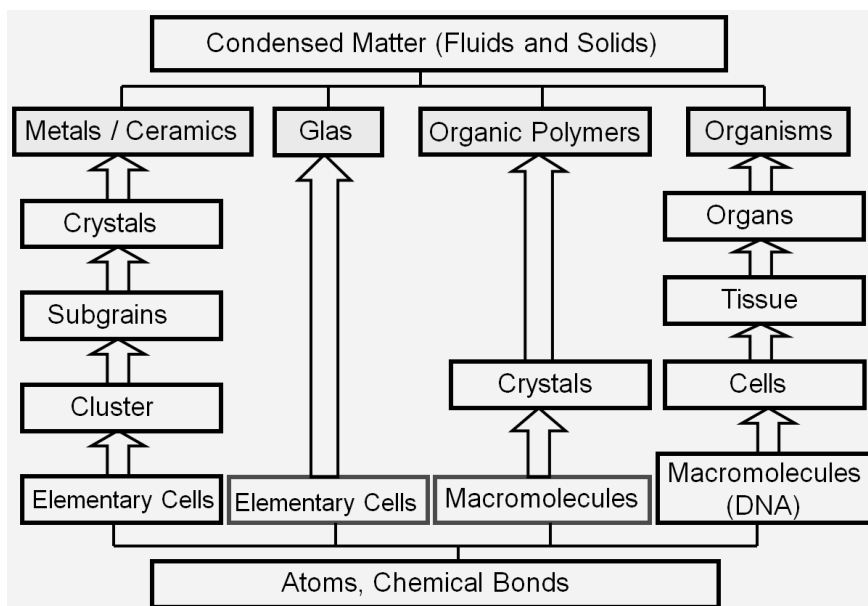 Condensed Matter (Fluids and Solids)
Metals / Ceramics
Glas
Organic Polymers
Organisms
Crystals
Organs
Subgrains
Tissue
Cluster
Crystals
Cells
Elementary Cells
Elementary Cells
Macromolecules
Macromolecules
(DNA)
Atoms, Chemical Bonds